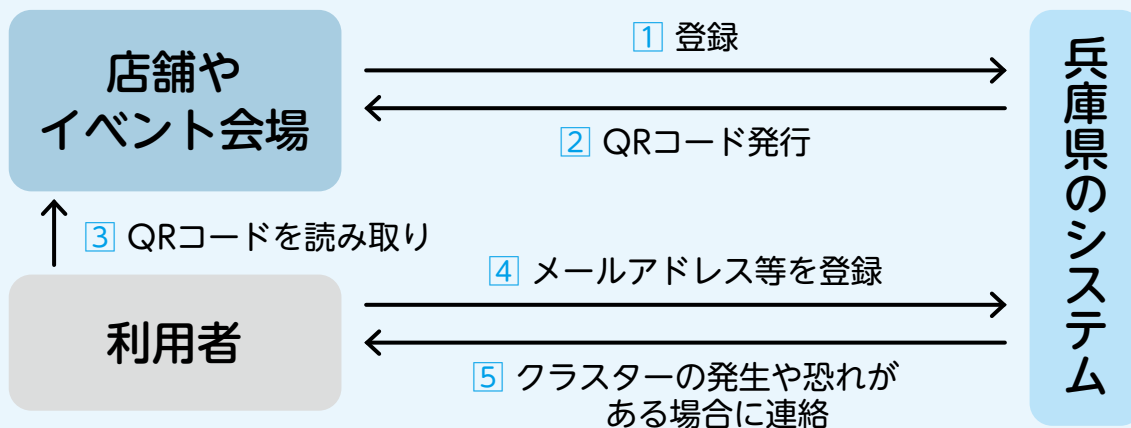 店舗や
イベント会場
1 登録
2 QRコード発行
3 QRコードを読み取り
利用者
4 メールアドレス等を登録
5 クラスターの発生や恐れが
ある場合に連絡
兵庫県のシステム